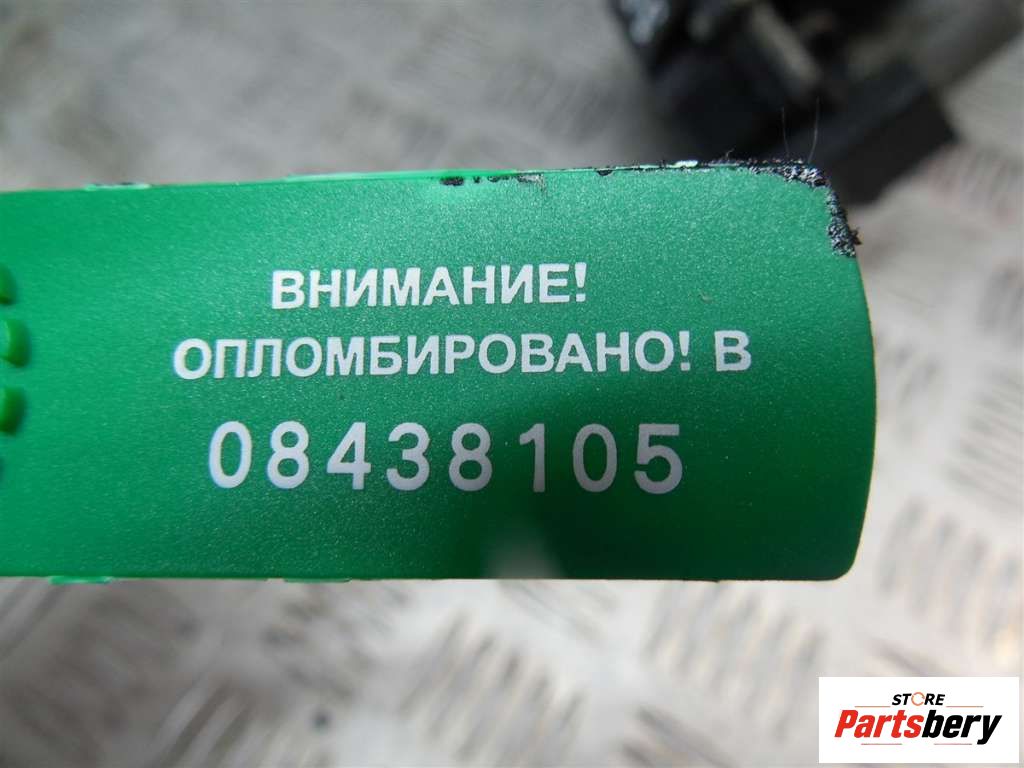 ВНИМАНИЕ!
ОПЛОМБИРОВАНО! В
08438105
STORE
Partsbery